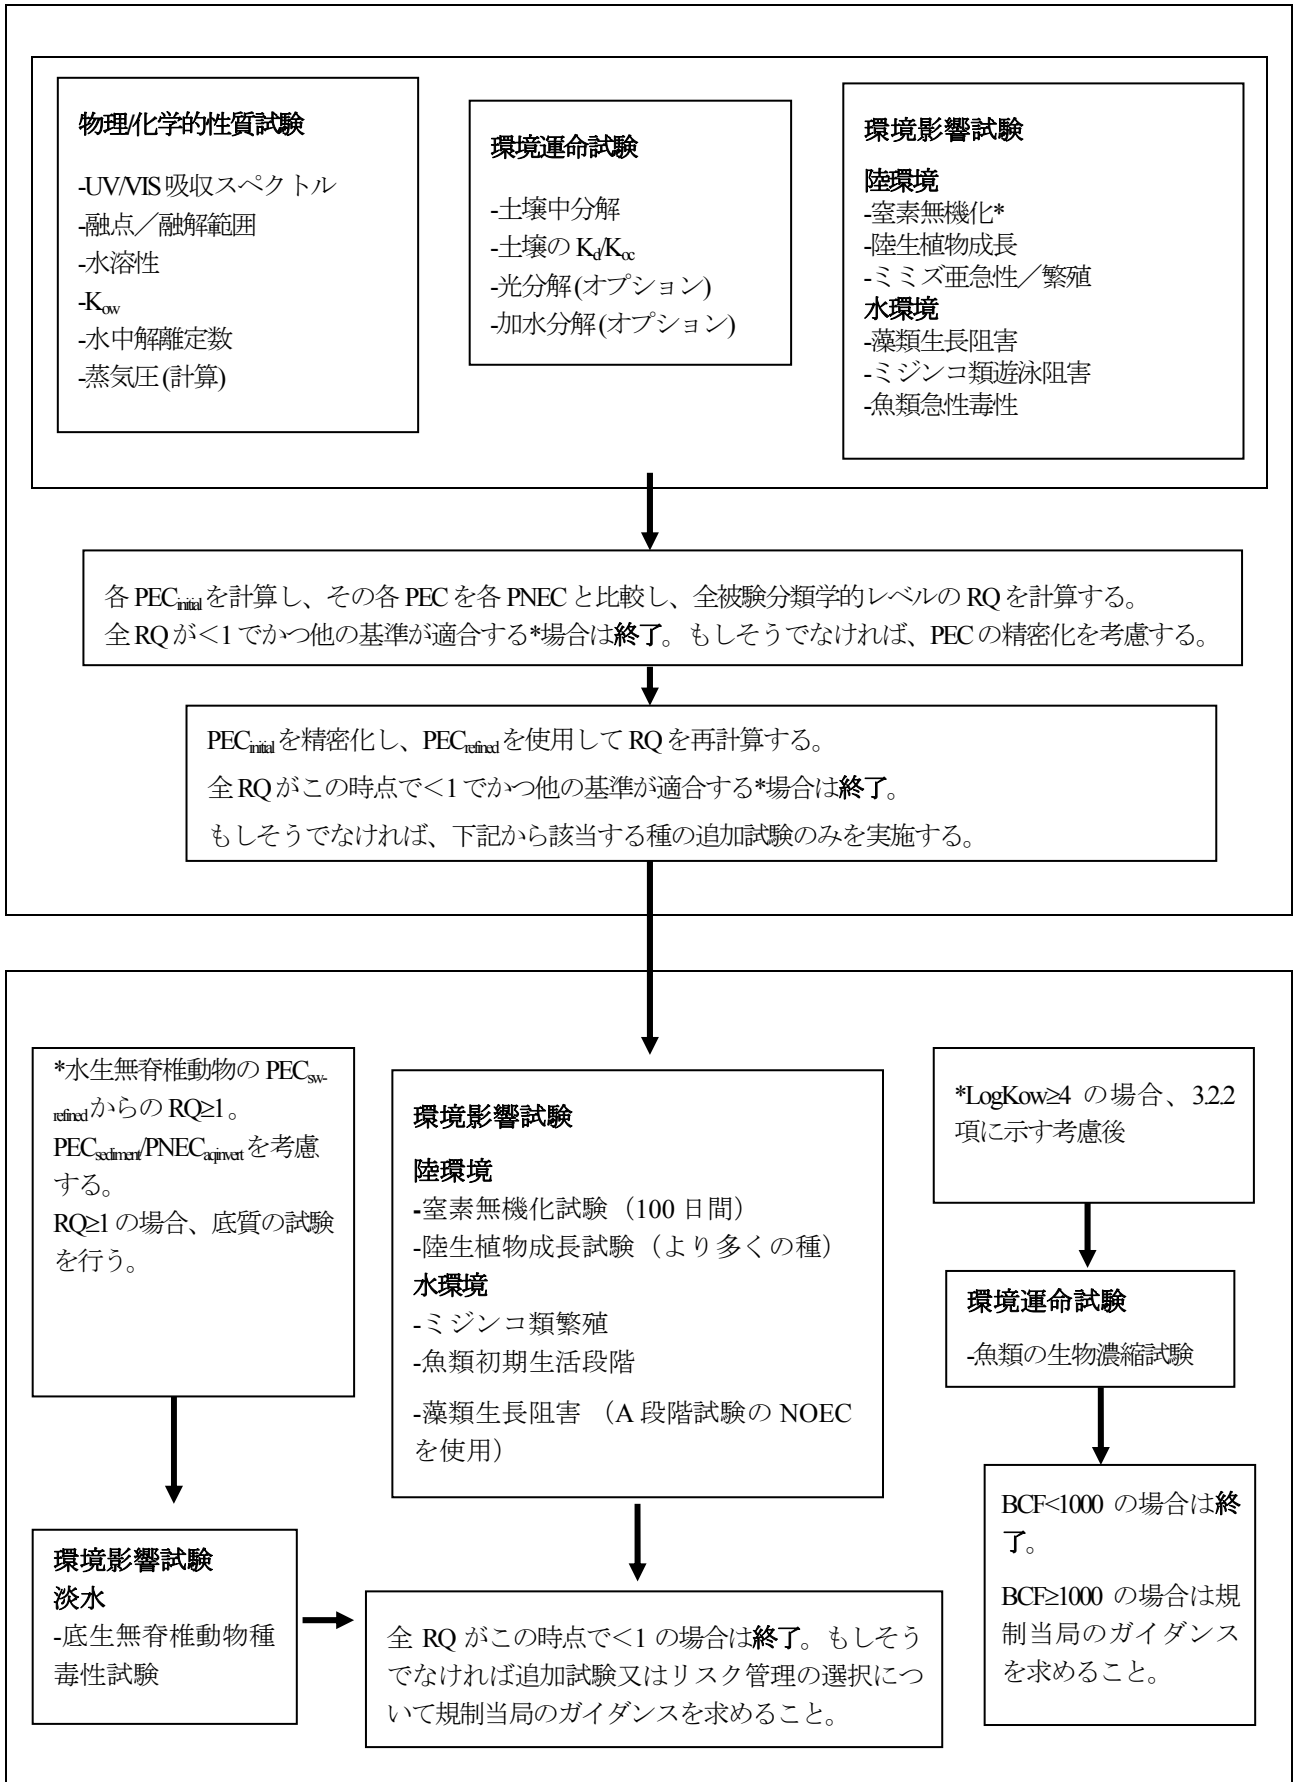 物理/化学的性質試験
-UV/VIS 吸収スペクトル
-融点／融解範囲
-水溶性
-Kow
-水中解離定数
-蒸気圧(計算)
環境運命試験
-土壌中分解
-土壌の Kd/Koc
-光分解(オプション)
-加水分解(オプション)
環境影響試験
陸環境
-窒素無機化*
-陸生植物成長
-ミミズ亜急性／繁殖
水環境
-藻類生長阻害
-ミジンコ類遊泳阻害
-魚類急性毒性
各 PECinitial を計算し、その各 PEC を各 PNEC と比較し、全被験分類学的レベルの RQ を計算する。
全 RQ が＜1 でかつ他の基準が適合する*場合は終了。もしそうでなければ、PEC の精密化を考慮する。
PECinitial を精密化し、PECrefined を使用して RQ を再計算する。
全 RQ がこの時点で＜1 でかつ他の基準が適合する*場合は終了。
もしそうでなければ、下記から該当する種の追加試験のみを実施する。
*水生無脊椎動物の PECsw-
refined からの RQ≥1。
PECsediment/PNECaqinvert を考慮
する。
RQ≥1 の場合、底質の試験
を行う。
環境影響試験
淡水
-底生無脊椎動物種
毒性試験
環境影響試験
陸環境
-窒素無機化試験（100 日間）
-陸生植物成長試験（より多くの種）
水環境
-ミジンコ類繁殖
-魚類初期生活段階
-藻類生長阻害 （A 段階試験の NOEC
を使用）
全 RQ がこの時点で＜1 の場合は終了。もしそう
でなければ追加試験又はリスク管理の選択につ
いて規制当局のガイダンスを求めること。
*LogKow≥4 の場合、3.2.2
項に示す考慮後
環境運命試験
-魚類の生物濃縮試験
BCF<1000 の場合は終
了。
BCF≥1000 の場合は規
制当局のガイダンス
を求めること。